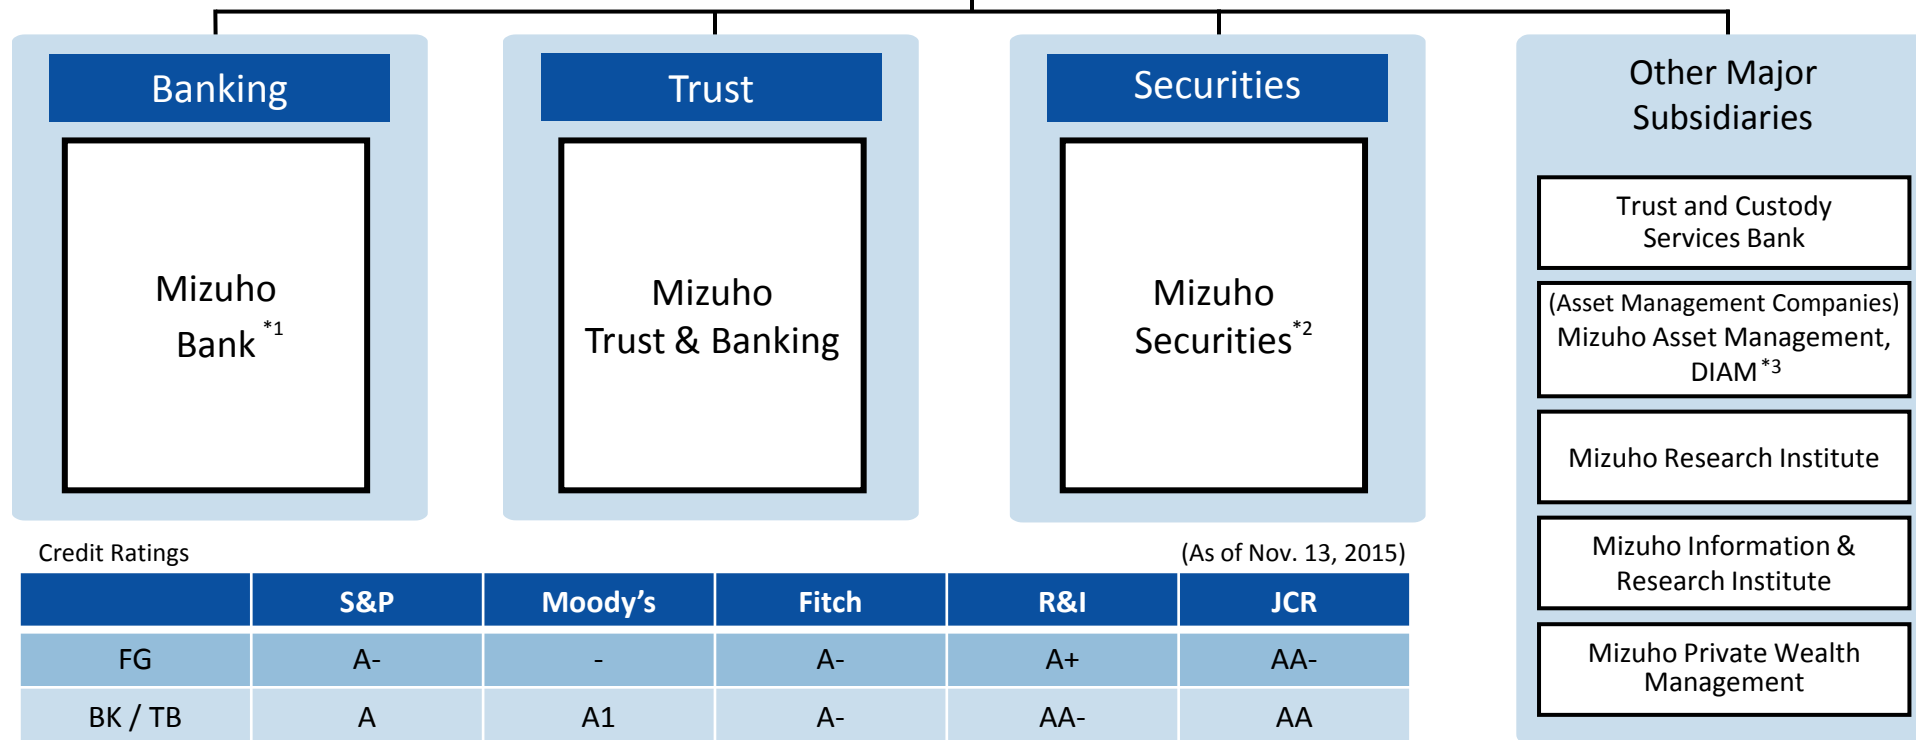 Banking
Mizuho
Bank *1
Trust
Mizuho
Trust & Banking
Securities
Mizuho
Securities*2
Other Major
Subsidiaries
Trust and Custody
Services Bank
(Asset Management Companies)
Mizuho Asset Management,
DIAM *3
Mizuho Research Institute
Mizuho Information &
Research Institute
Mizuho Private Wealth
Management
Credit Ratings (As of Nov. 13, 2015)
S&P Moody’s Fitch R&I JCR
FG A- - A- A+ AA-
BK / TB A A1 A- AA- AA